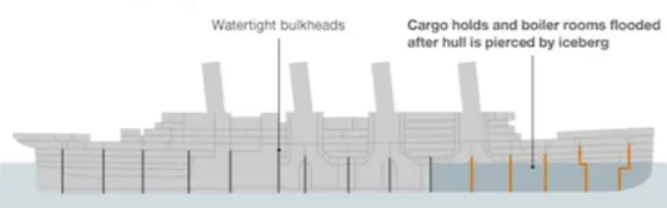 Watertight bulkheads
Cargo holds and boiler rooms flooded
after hull is pierced by iceberg